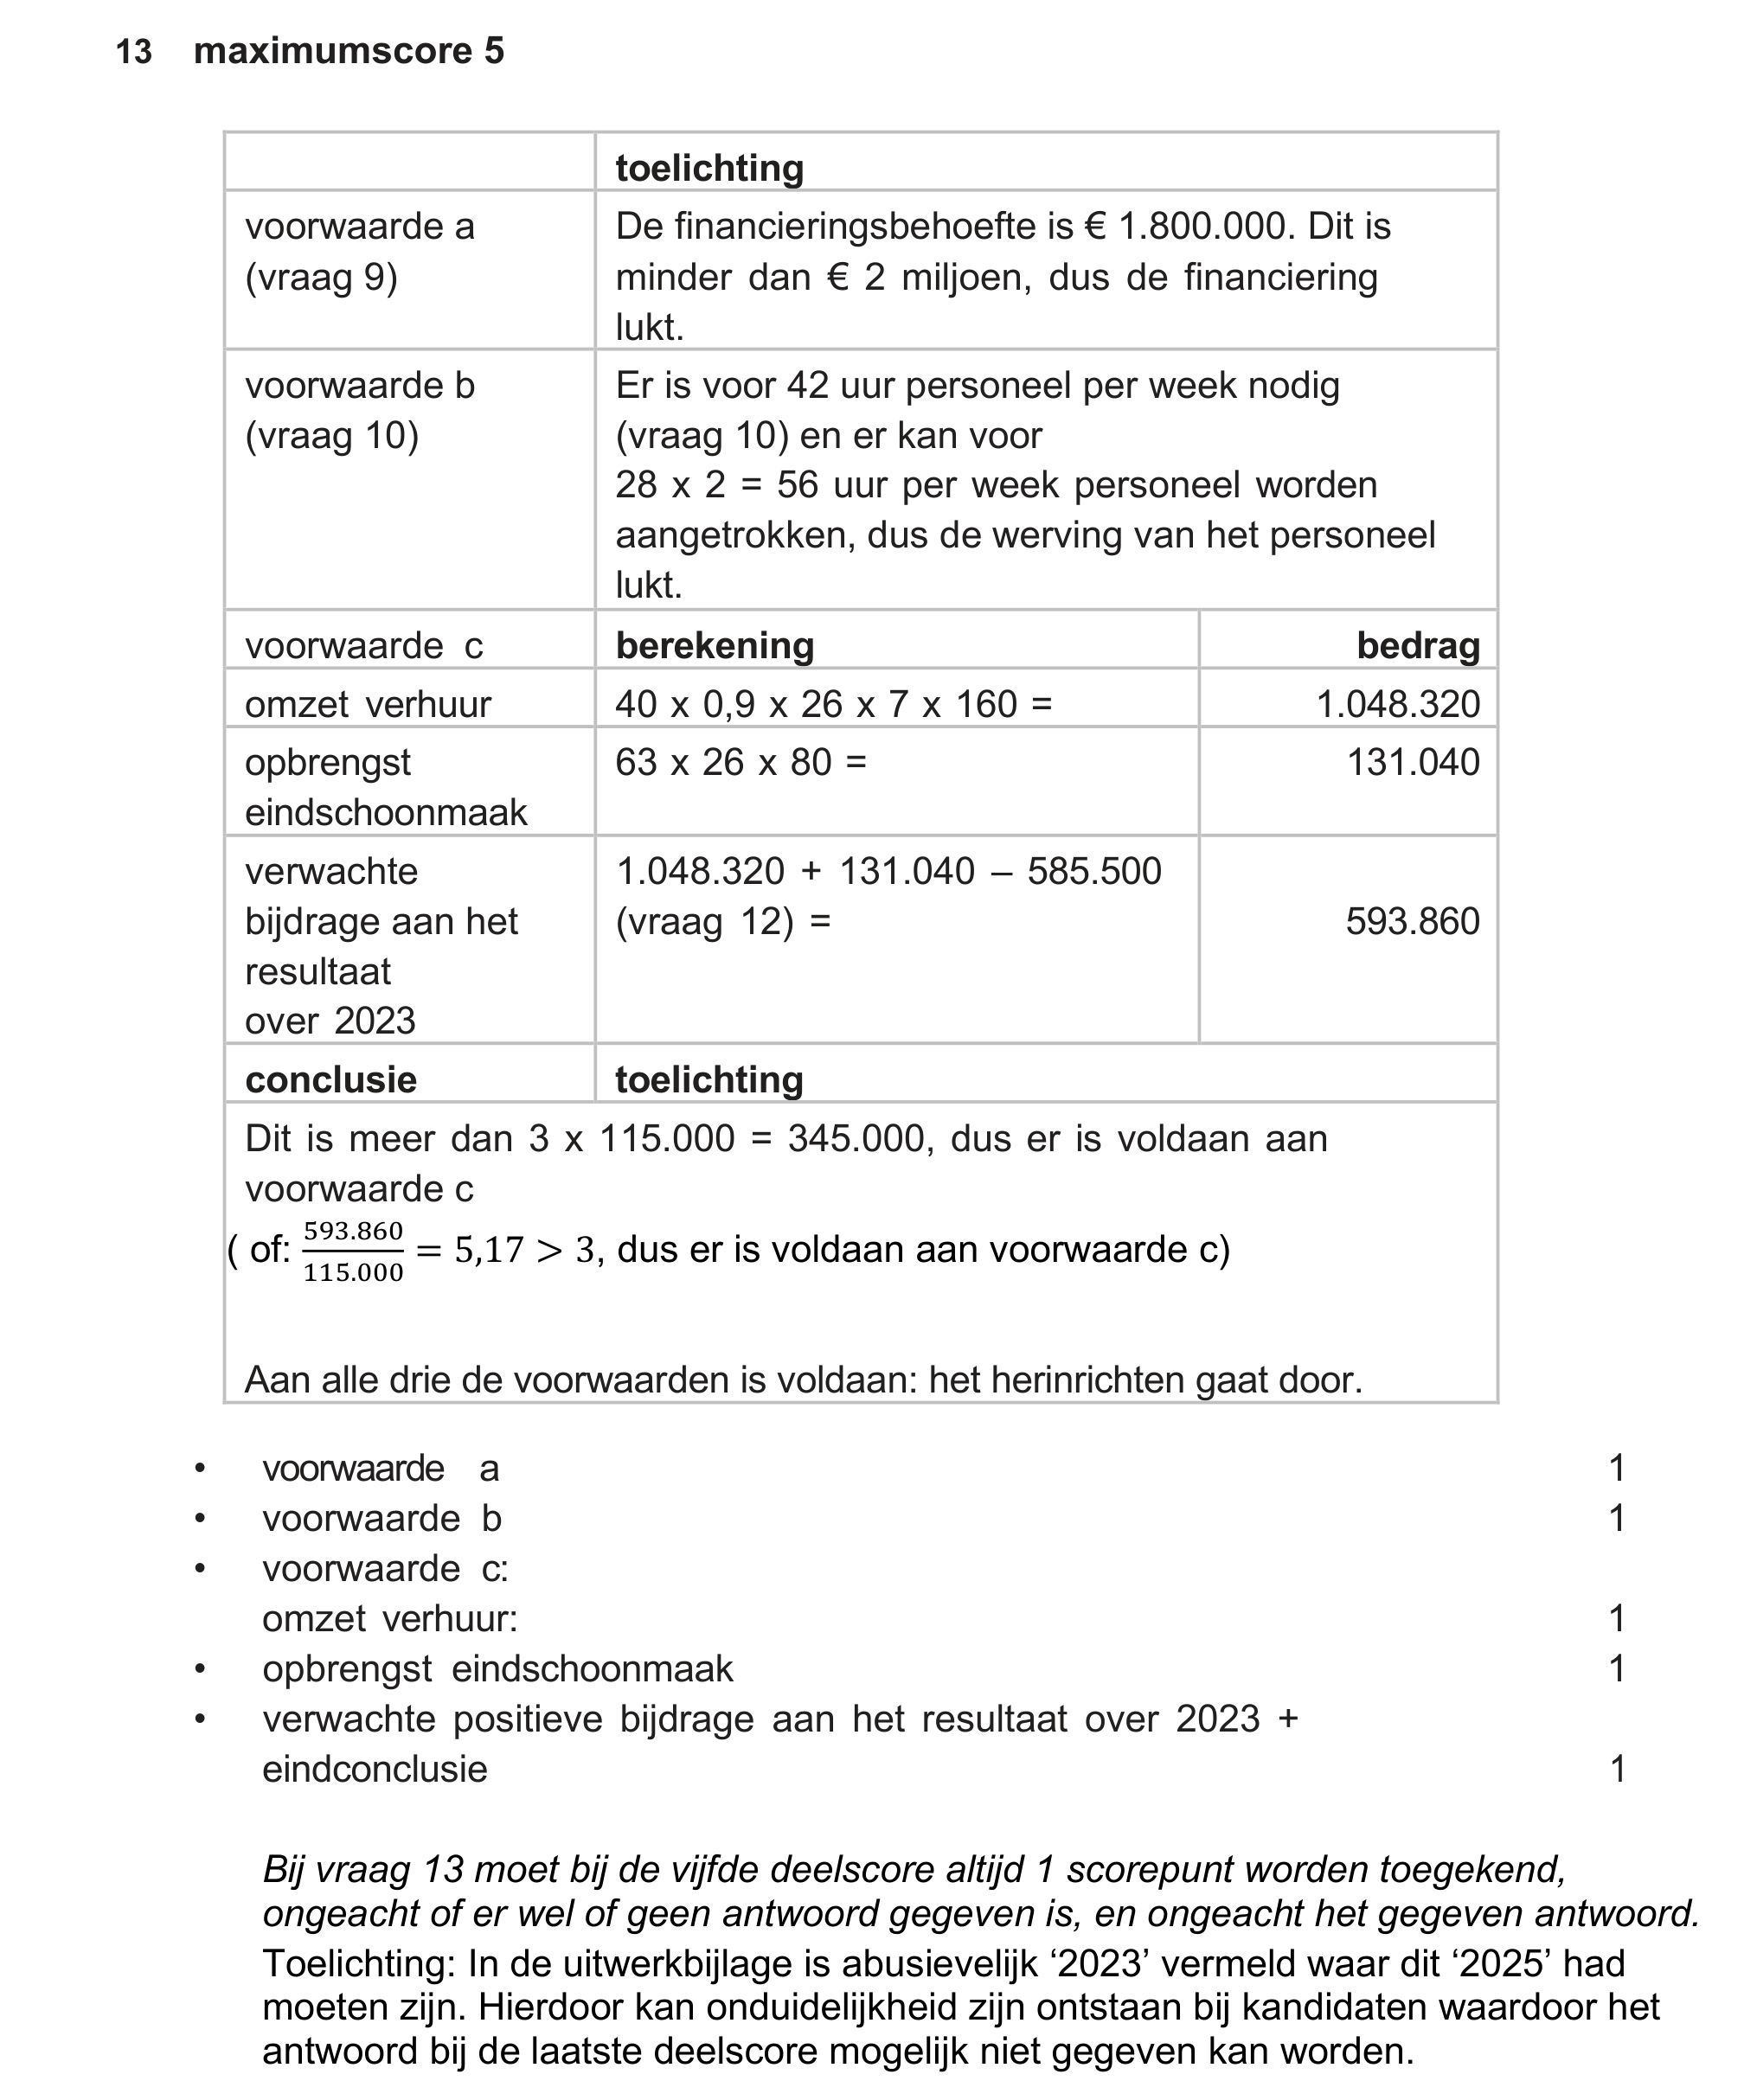 13 maximumscore 5
toelichting
voorwaarde a
(vraag 9)
De financieringsbehoefte is € 1.800.000. Dit is
minder dan € 2 miljoen, dus de financiering
lukt.
voorwaarde b
(vraag 10)
Er is voor 42 uur personeel per week nodig
(vraag 10) en er kan voor
28 x 2 = 56 uur per week personeel worden
aangetrokken, dus de werving van het personeel
lukt.
voorwaarde c berekening bedrag
omzet verhuur 40 x 0,9 x 26 x 7 x 160 = 1.048.320
opbrengst
eindschoonmaak
63 x 26 x 80 = 131.040
verwachte
bijdrage aan het
resultaat
over 2023
1.048.320 + 131.040 – 585.500
(vraag 12) = 593.860
conclusie toelichting
Dit is meer dan 3 x 115.000 = 345.000, dus er is voldaan aan
voorwaarde c
( of: 593.860/115.000 = 5,17 > 3, dus er is voldaan aan voorwaarde c)
Aan alle drie de voorwaarden is voldaan: het herinrichten gaat door.
• voorwaarde a 1
• voorwaarde b 1
• voorwaarde c:
omzet verhuur: 1
• opbrengst eindschoonmaak 1
• verwachte positieve bijdrage aan het resultaat over 2023 +
eindconclusie 1
Bij vraag 13 moet bij de vijfde deelscore altijd 1 scorepunt worden toegekend,
ongeacht of er wel of geen antwoord gegeven is, en ongeacht het gegeven antwoord.
Toelichting: In de uitwerkbijlage is abusievelijk ‘2023’ vermeld waar dit ‘2025’ had
moeten zijn. Hierdoor kan onduidelijkheid zijn ontstaan bij kandidaten waardoor het
antwoord bij de laatste deelscore mogelijk niet gegeven kan worden.